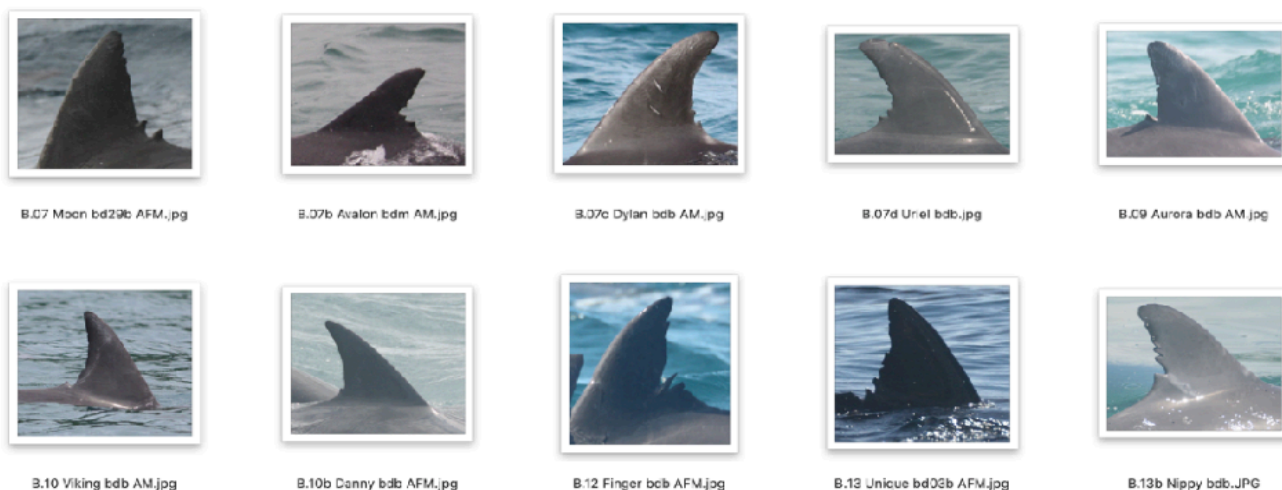 B.07 Moon bd29b AFM.jpg
B.07b Avalon bdm AM.jpg
B.07c Dylan bdb AM.jpg
B.07d Uriel bdb.jpg
B.09 Aurora bdb AM.jpg
B.10 Viking bdb AM.jpg
B.10b Danny bdb AFM.jpg
B.12 Finger bdb AFM.jpg
B.13 Unique bd03b AFM.jpg
B.13b Nippy bdb.JPG